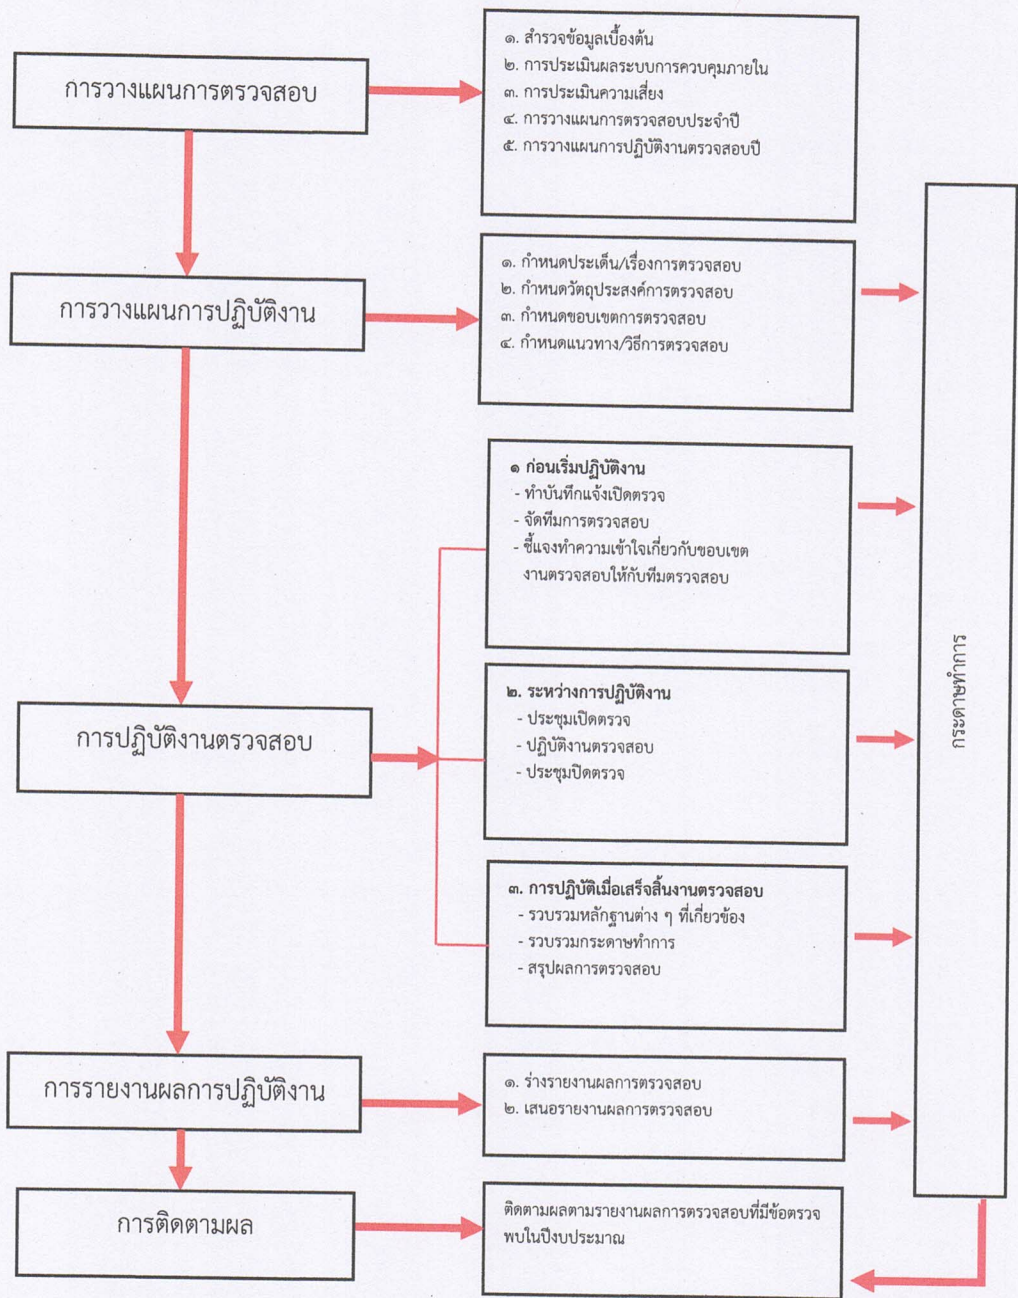 การวางแผนการตรวจสอบ
๑. สำรวจข้อมูลเบื้องต้น
๒. การประเมินผลระบบการควบคุมภายใน
๓. การประเมินความเสี่ยง
๔. การวางแผนการตรวจสอบประจำปี
๕. การวางแผนการปฏิบัติงานตรวจสอบปี
การวางแผนการปฏิบัติงาน
๑. กำหนดประเด็น/เรื่องการตรวจสอบ
๒. กำหนดวัตถุประสงค์การตรวจสอบ
๓. กำหนดขอบเขตการตรวจสอบ
๔. กำหนดแนวทาง/วิธีการตรวจสอบ
การปฏิบัติงานตรวจสอบ
๑ ก่อนเริ่มปฏิบัติงาน
- ทำบันทึกแจ้งเปิดตรวจ
- จัดทีมการตรวจสอบ
- ชี้แจงทำความเข้าใจเกี่ยวกับขอบเขต
งานตรวจสอบให้กับทีมตรวจสอบ
๒. ระหว่างการปฏิบัติงาน
- ประชุมเปิดตรวจ
- ปฏิบัติงานตรวจสอบ
- ประชุมปิดตรวจ
๓. การปฏิบัติเมื่อเสร็จสิ้นงานตรวจสอบ
- รวบรวมหลักฐานต่าง ๆ ที่เกี่ยวข้อง
- รวบรวมกระดาษทำการ
- สรุปผลการตรวจสอบ
การรายงานผลการปฏิบัติงาน
๑. ร่างรายงานผลการตรวจสอบ
๒. เสนอรายงานผลการตรวจสอบ
การติดตามผล
ติดตามผลตามรายงานผลการตรวจสอบที่มีข้อตรวจ
พบในปีงบประมาณ
กระดาษทำการ